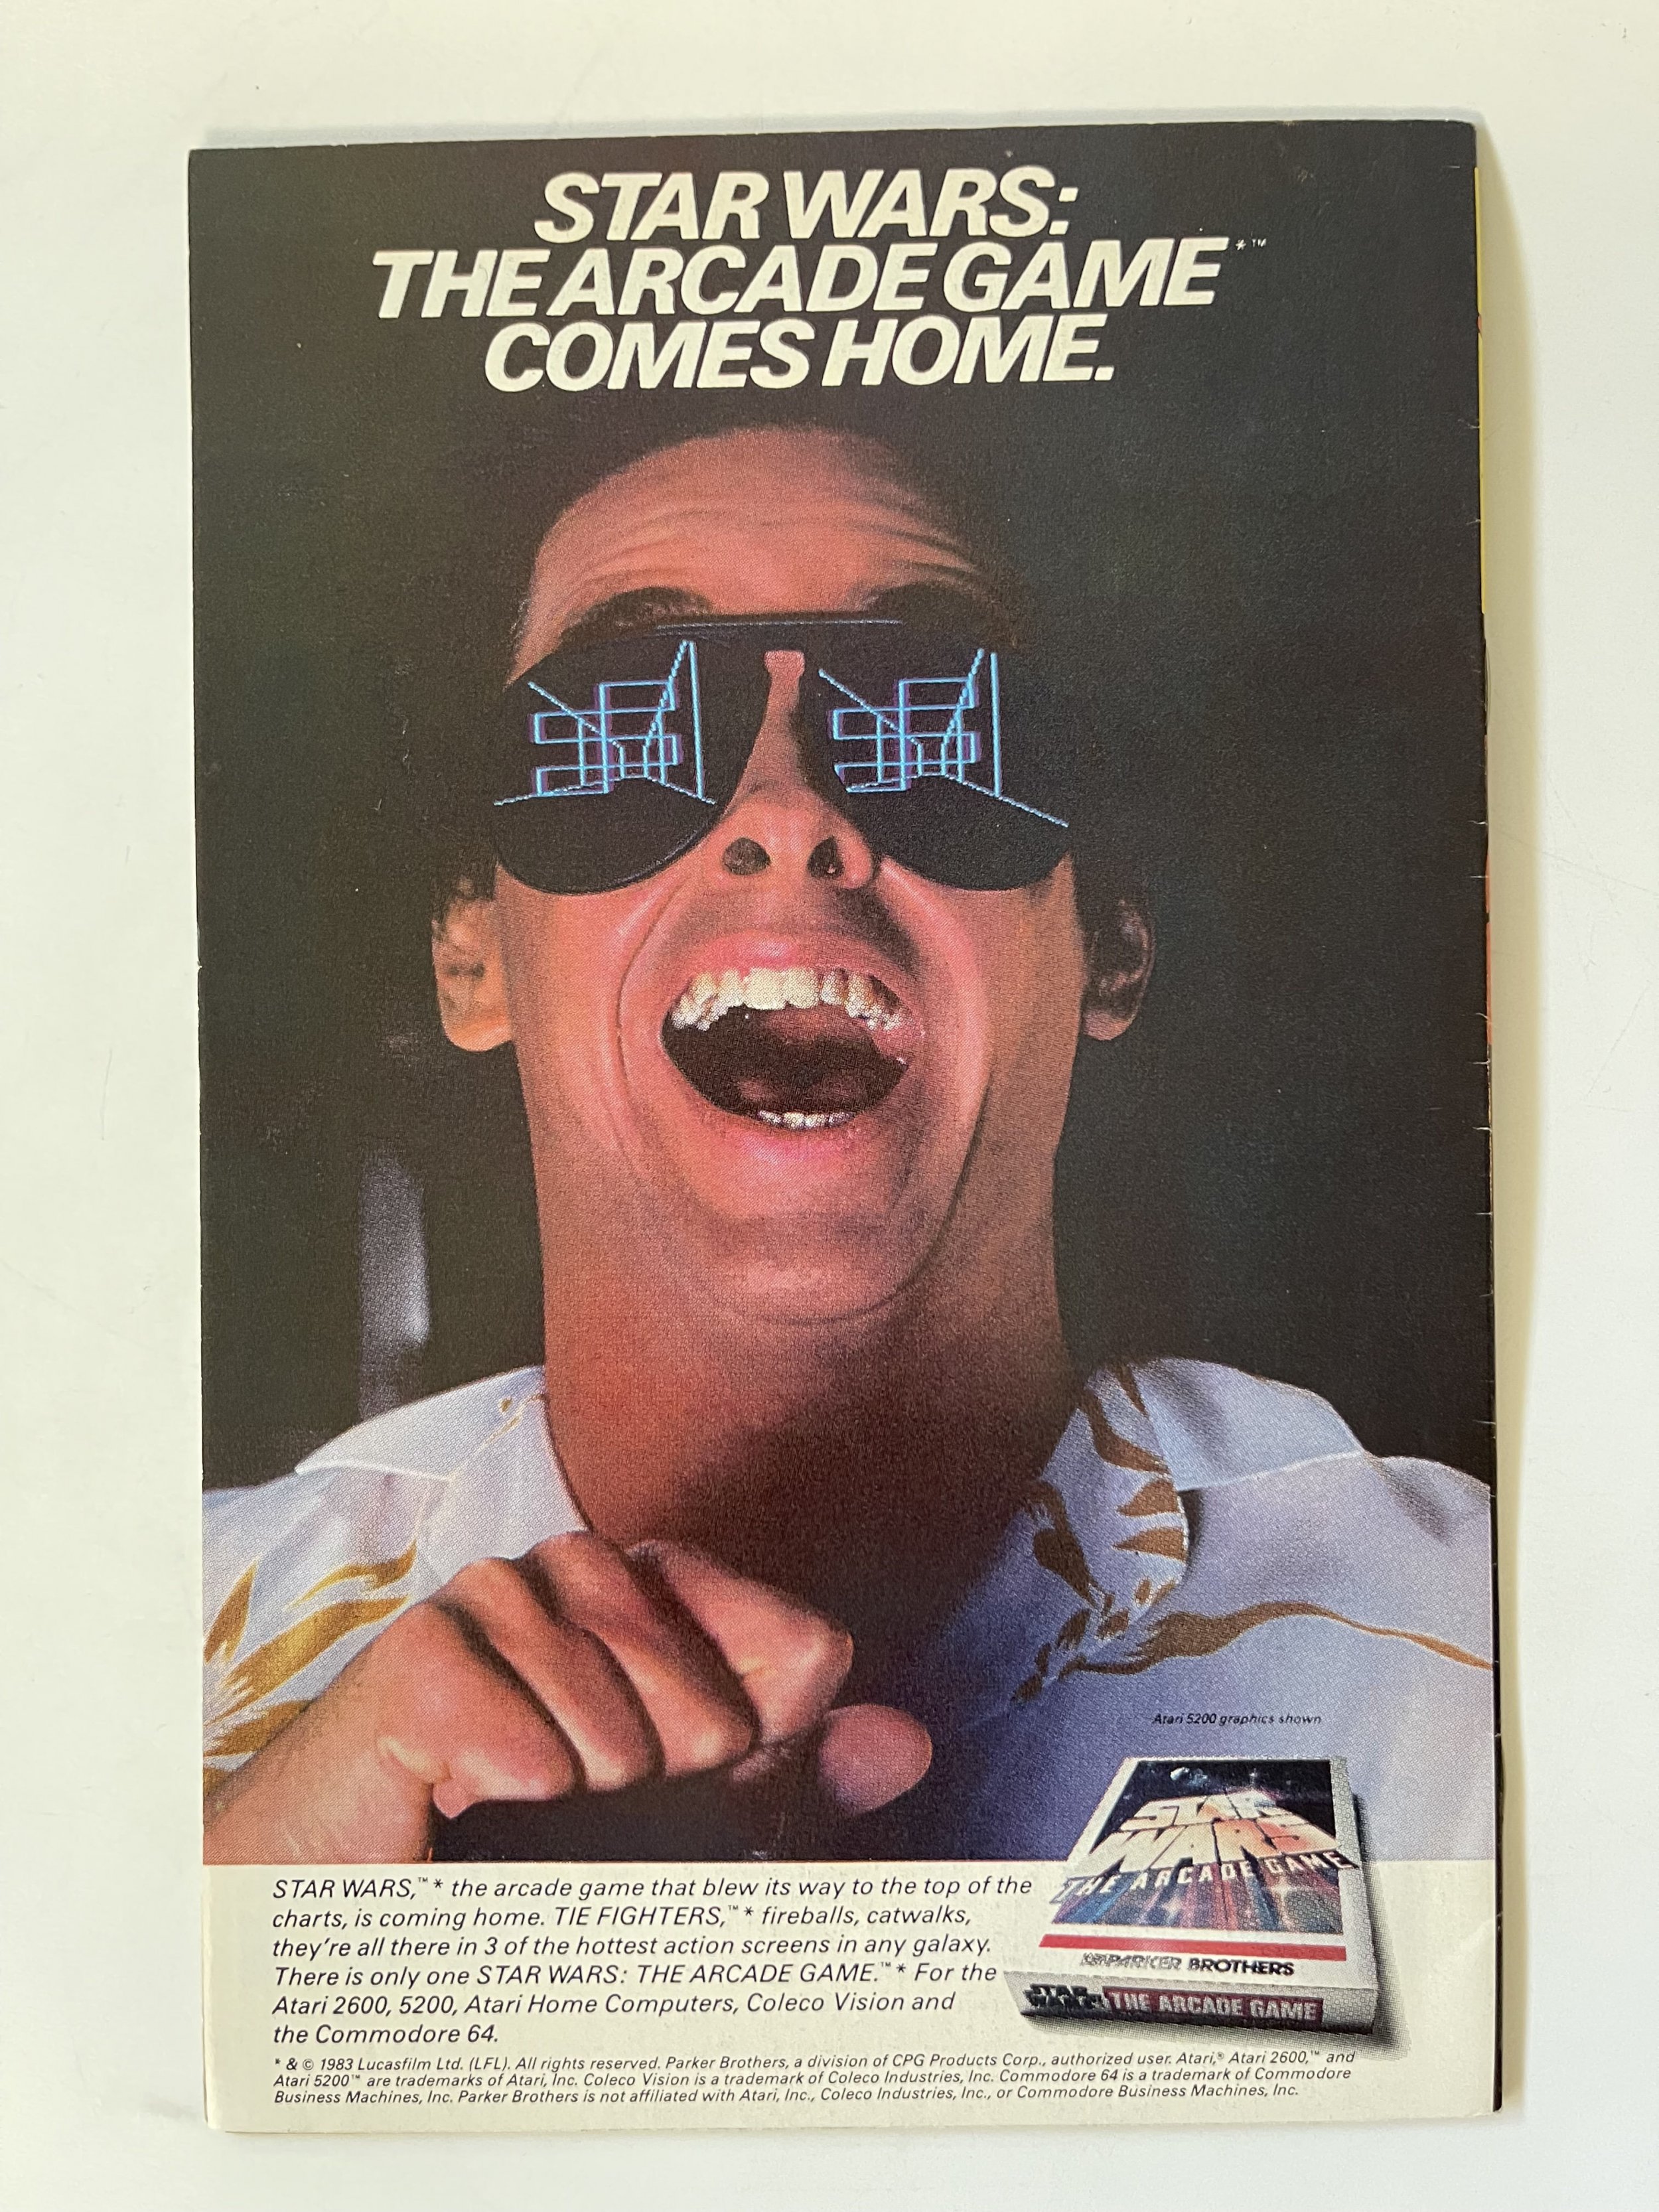 STAR WARS:
THE ARCADE GAME*™
COMES HOME.
Atari 5200 graphics shown
STAR WARS
THE ARCADE GAME
PARKER BROTHERS
STAR WARS THE ARCADE GAME
STAR WARS,™* the arcade game that blew its way to the top of the
charts, is coming home. TIE FIGHTERS,™* fireballs, catwalks,
they're all there in 3 of the hottest action screens in any galaxy.
There is only one STAR WARS: THE ARCADE GAME.™* For the
Atari 2600, 5200, Atari Home Computers, Coleco Vision and
the Commodore 64.
* & © 1983 Lucasfilm Ltd. (LFL). All rights reserved. Parker Brothers, a division of CPG Products Corp., authorized user. Atari,® Atari 2600,™ and
Atari 5200™ are trademarks of Atari, Inc. Coleco Vision is a trademark of Coleco Industries, Inc. Commodore 64 is a trademark of Commodore
Business Machines, Inc. Parker Brothers is not affiliated with Atari, Inc., Coleco Industries, Inc., or Commodore Business Machines, Inc.